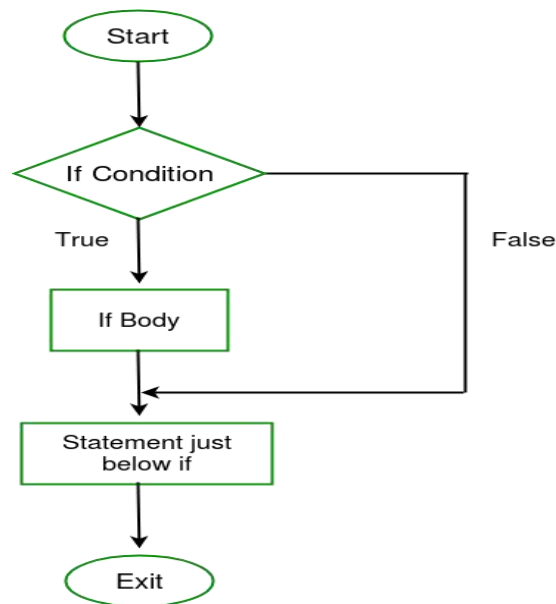 Start
If Condition
True
False
If Body
Statement just
below if
Exit